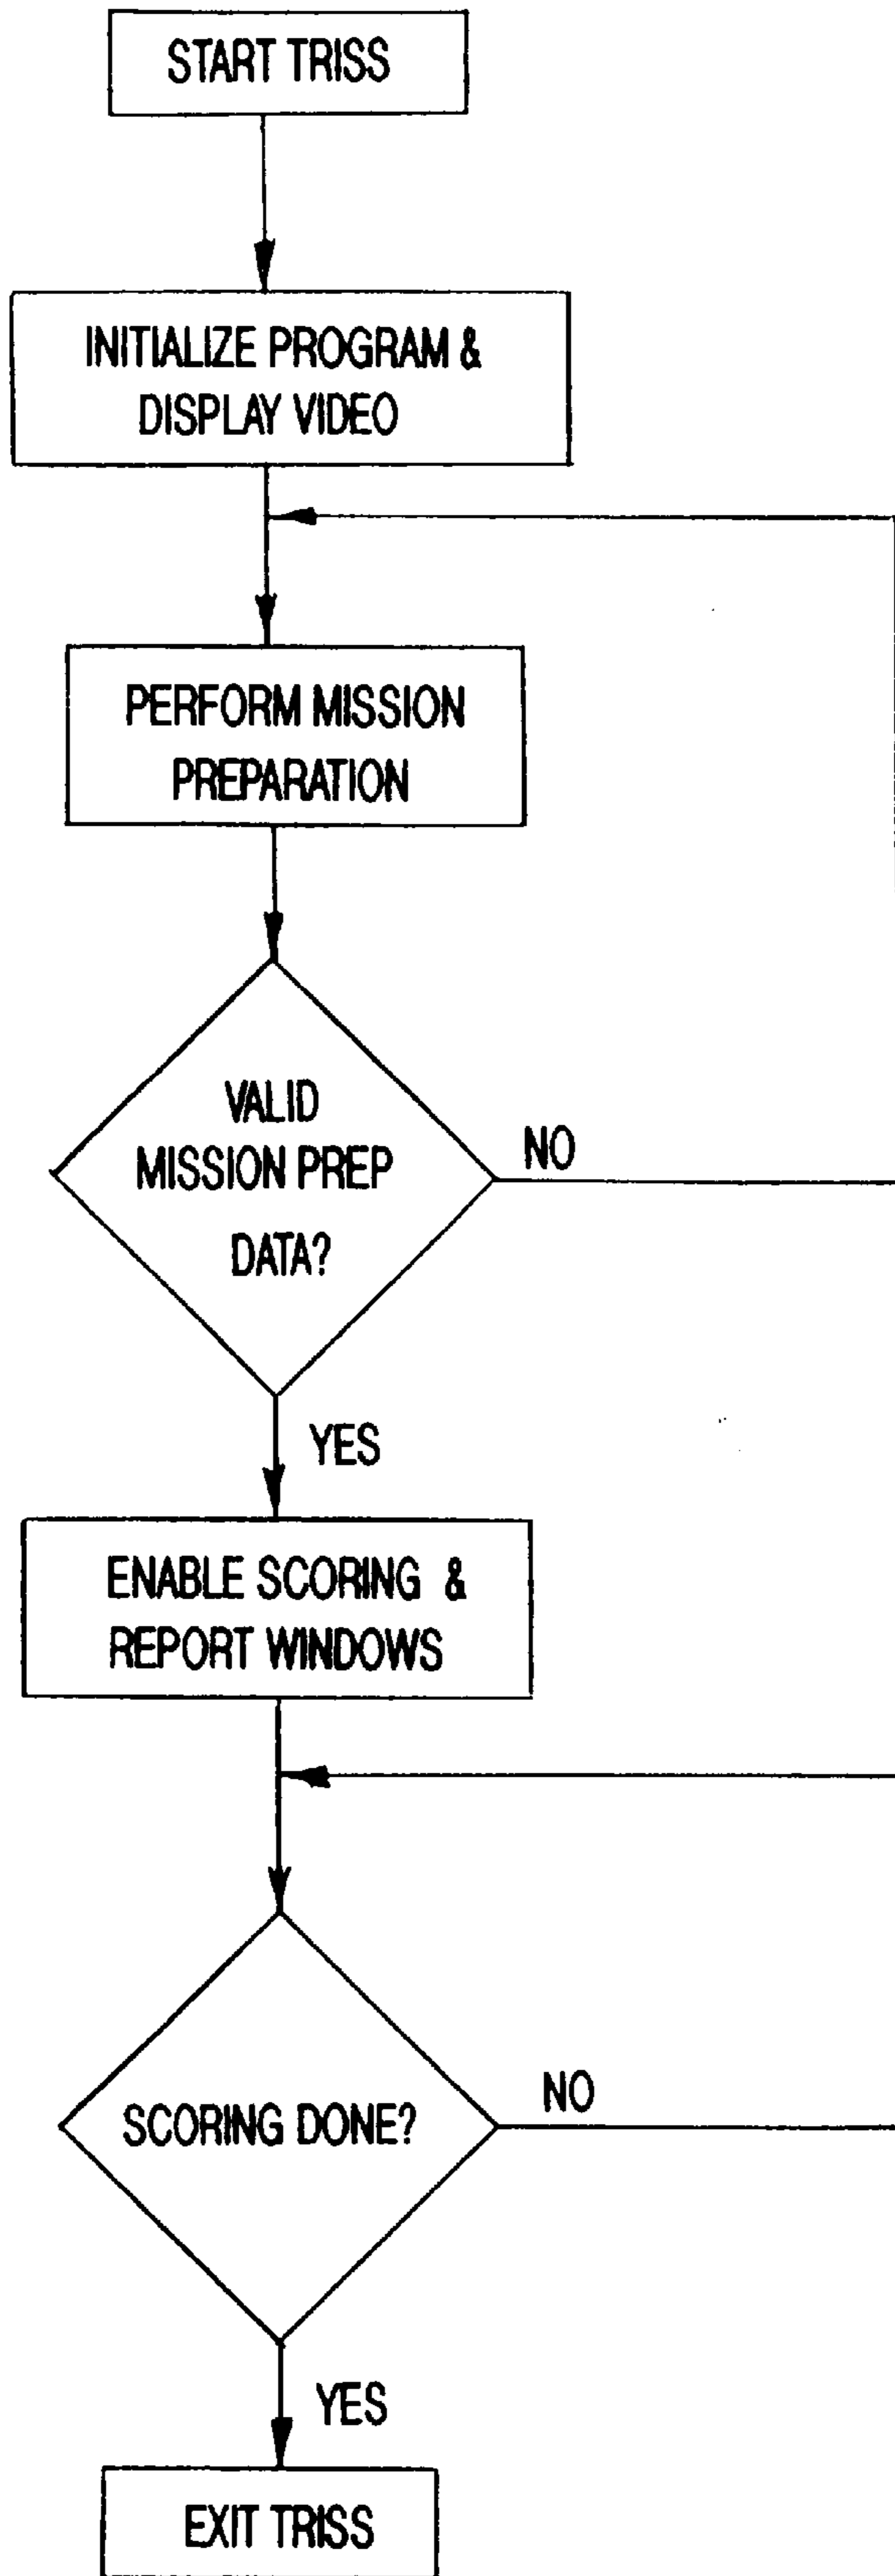 START TRISS
INITIALIZE PROGRAM &
DISPLAY VIDEO
PERFORM MISSION
PREPARATION
VALID
MISSION PREP
DATA?
NO
YES
ENABLE SCORING &
REPORT WINDOWS
SCORING DONE?
NO
YES
EXIT TRISS